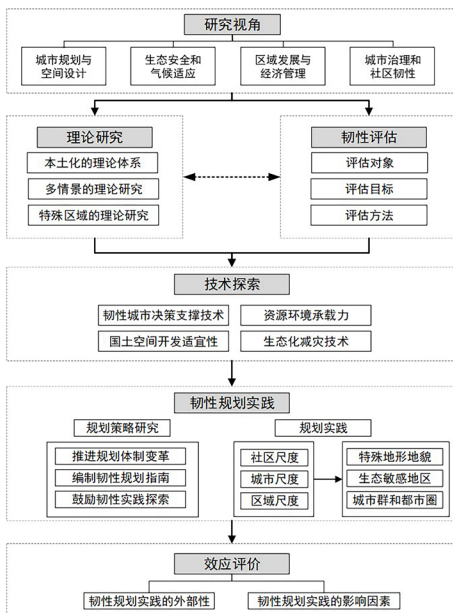 研究视角
城市规划与
空间设计
生态安全和
气候适应
区域发展与
经济管理
城市治理和
社区韧性
理论研究
本土化的理论体系
多情景的理论研究
特殊区域的理论研究
韧性评估
评估对象
评估目标
评估方法
技术探索
韧性城市决策支撑技术
资源环境承载力
国土空间开发适宜性
生态化减灾技术
韧性规划实践
规划策略研究
推进规划体制变革
编制韧性规划指南
鼓励韧性实践探索
规划实践
社区尺度
城市尺度
区域尺度
特殊地形地貌
生态敏感地区
城市群和都市圈
效应评价
韧性规划实践的外部性
韧性规划实践的影响因素